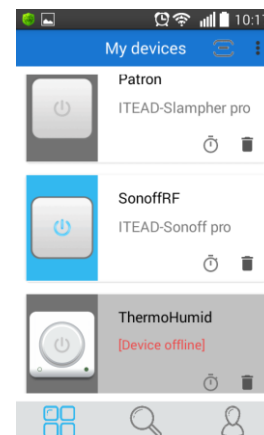 10:11
My devices
Patron
ITEAD-Slampher pro
SonoffRF
ITEAD-Sonoff pro
ThermoHumid
[Device offline]